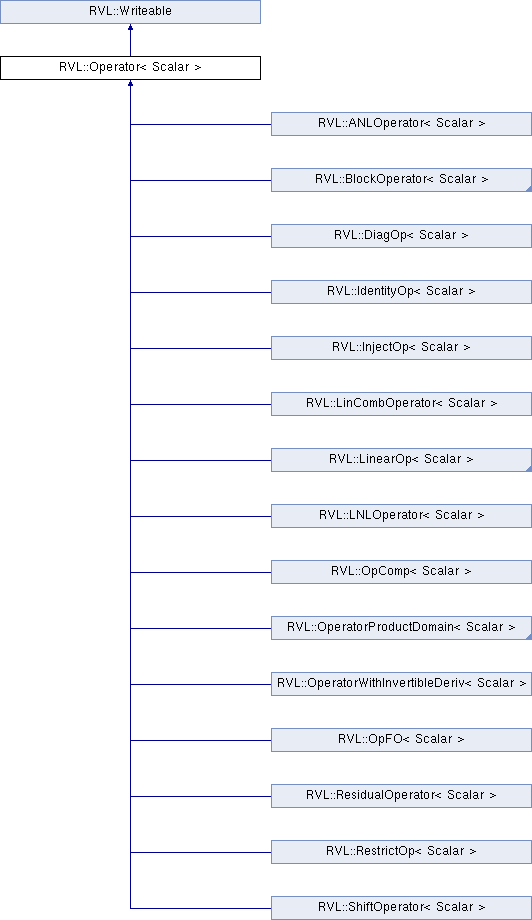 RVL::Writeable
RVL::Operator< Scalar >
RVL::ANLOperator< Scalar >
RVL::BlockOperator< Scalar >
RVL::DiagOp< Scalar >
RVL::IdentityOp< Scalar >
RVL::InjectOp< Scalar >
RVL::LinCombOperator< Scalar >
RVL::LinearOp< Scalar >
RVL::LNLOperator< Scalar >
RVL::OpComp< Scalar >
RVL::OperatorProductDomain< Scalar >
RVL::OperatorWithInvertibleDeriv< Scalar >
RVL::OpFO< Scalar >
RVL::ResidualOperator< Scalar >
RVL::RestrictOp< Scalar >
RVL::ShiftOperator< Scalar >